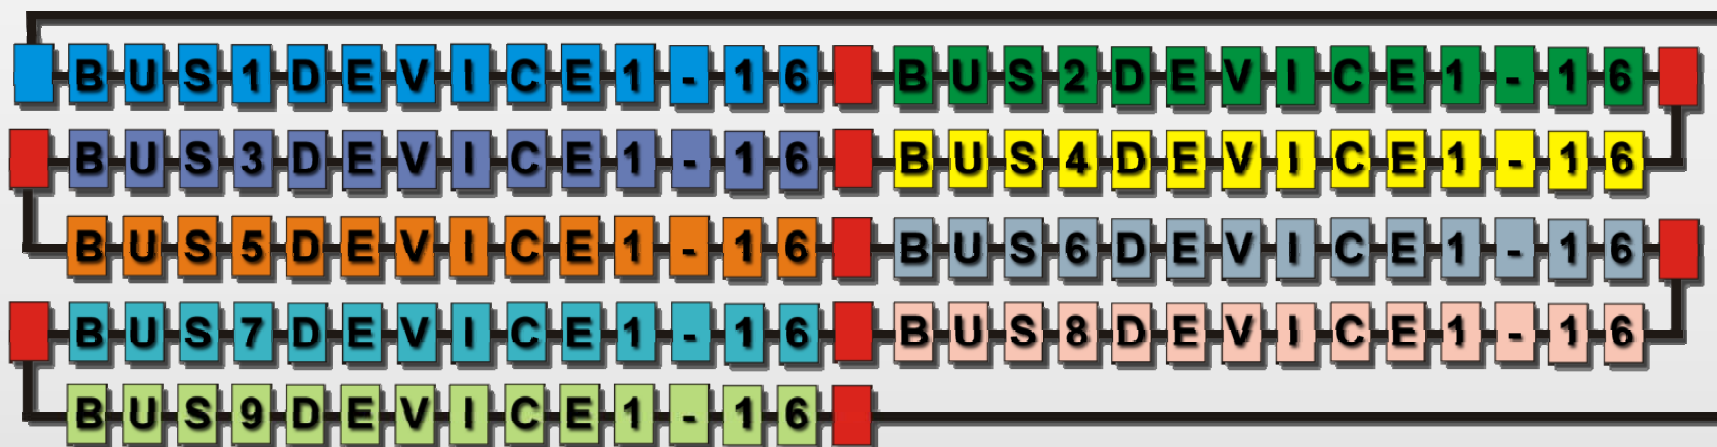 BUS1DEVICE1-16 BUS2DEVICE1-16
BUS3DEVICE1-16 BUS4DEVICE1-16
BUS5DEVICE1-16 BUS6DEVICE1-16
BUS7DEVICE1-16 BUS8DEVICE1-16
BUS9DEVICE1-16